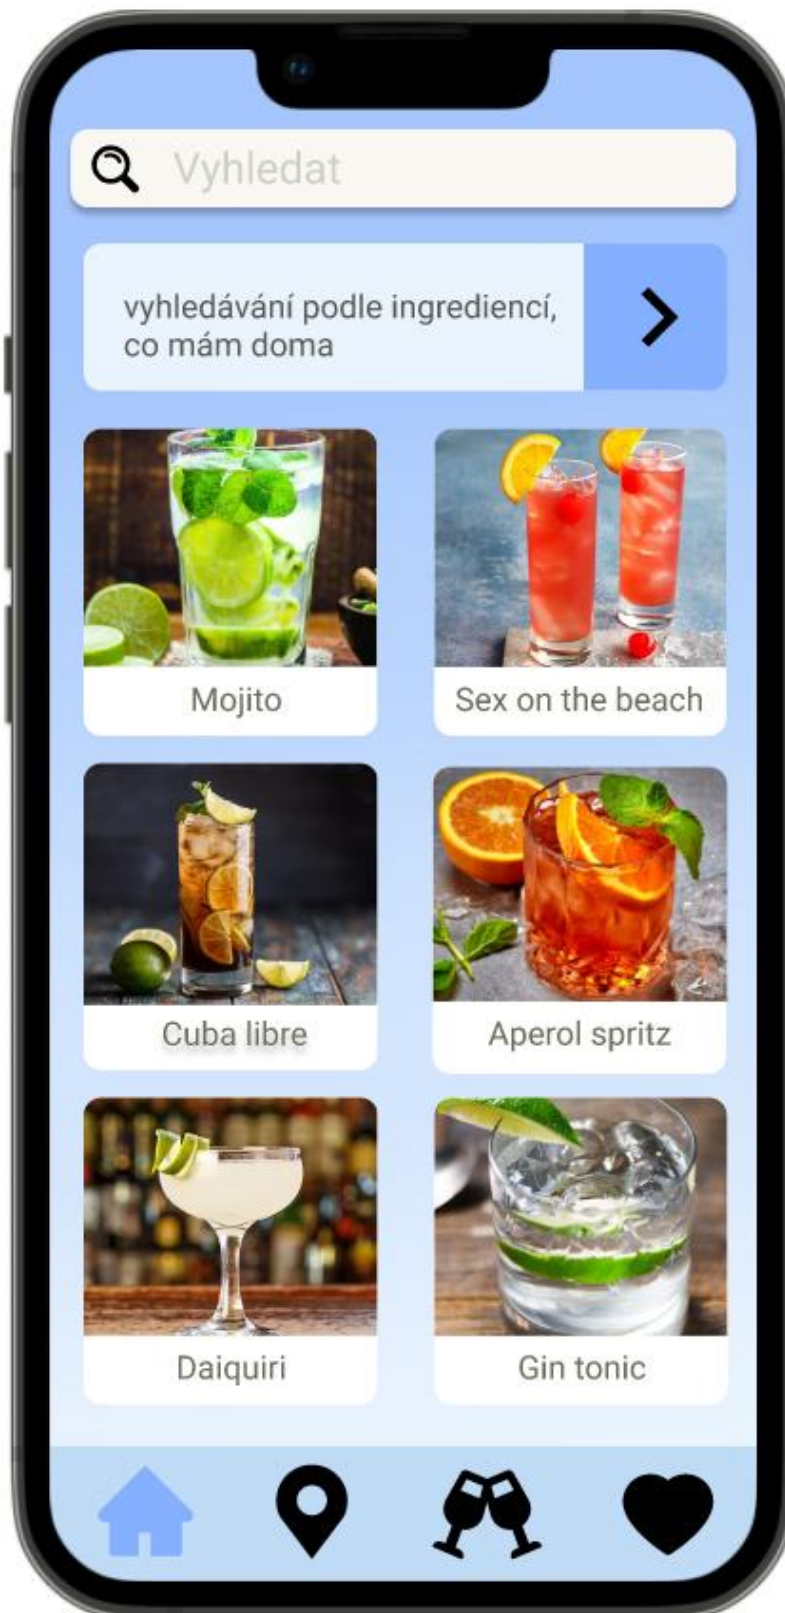 Vyhledat
vyhledávání podle ingrediencí,
co mám doma
Mojito
Sex on the beach
Cuba libre
Aperol spritz
Daiquiri
Gin tonic